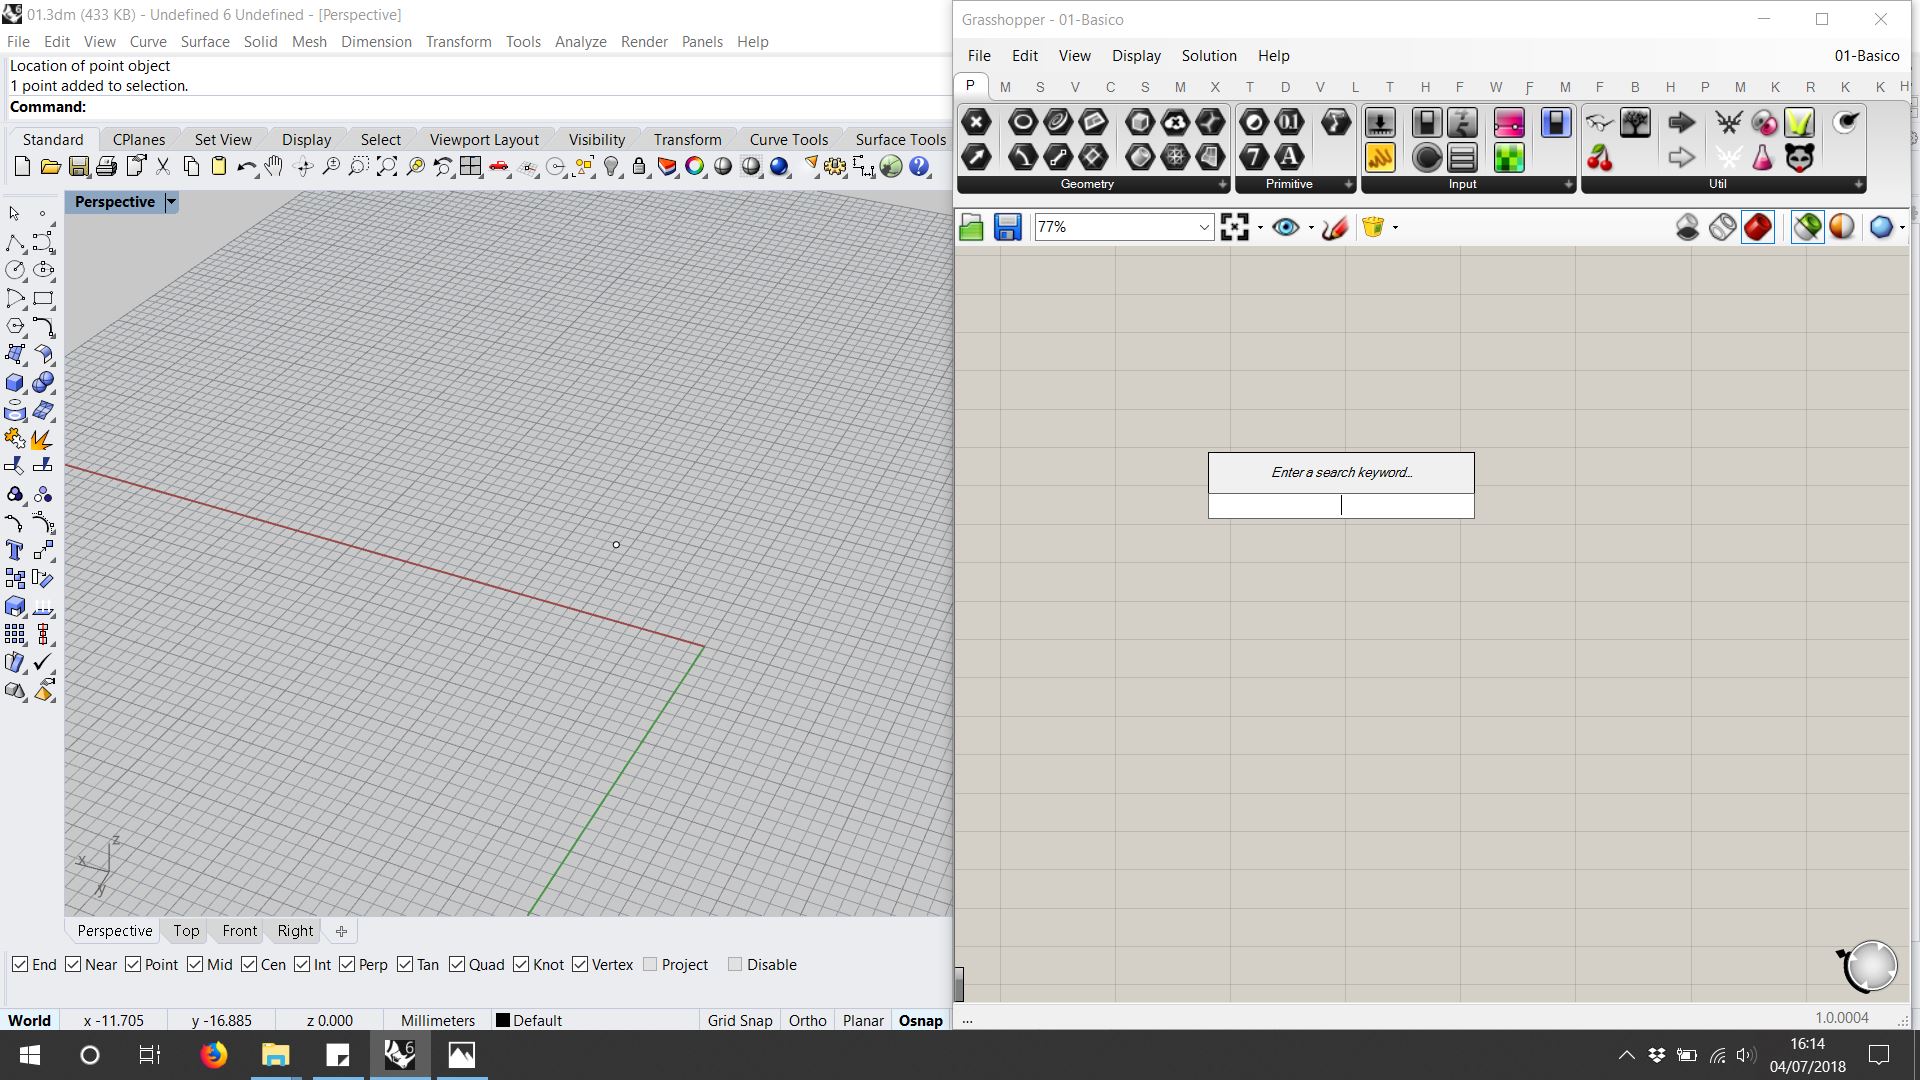 01.3dm (433 KB) - Undefined 6 Undefined - [Perspective]
File Edit View Curve Surface Solid Mesh Dimension Transform Tools Analyze Render Panels Help
Location of point object
1 point added to selection.
Command:
Standard CPlanes Set View Display Select Viewport Layout Visibility Transform Curve Tools Surface Tools
Perspective
z
x
y
Perspective Top Front Right
End Near Point Mid Cen Int Perp Tan Quad Knot Vertex Project Disable
World x -11.705 y -16.885 z 0.000 Millimeters Default Grid Snap Ortho Planar Osnap
Grasshopper - 01-Basico
File Edit View Display Solution Help 01-Basico
P M S V C S M X T D V L T H F W F M F B H P M K R K K H
Geometry Primitive Input Util
77%
Enter a search keyword...
... 1.0.0004
6
16:14
04/07/2018